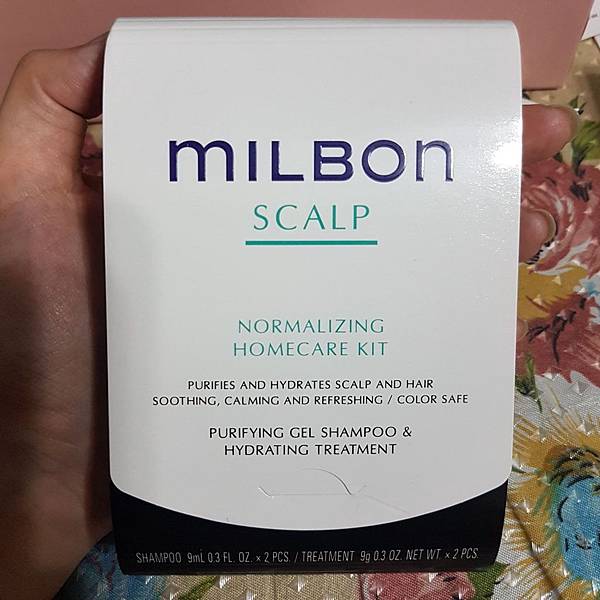 MILBON
SCALP
NORMALIZING
HOMECARE KIT
PURIFIES AND HYDRATES SCALP AND HAIR
SOOTHING, CALMING AND REFRESHING / COLOR SAFE
PURIFYING GEL SHAMPOO &
HYDRATING TREATMENT
SHAMPOO 9mL 0.3 FL. OZ. × 2 PCS. / TREATMENT 9g 0.3 OZ. NET WT × 2 PCS.